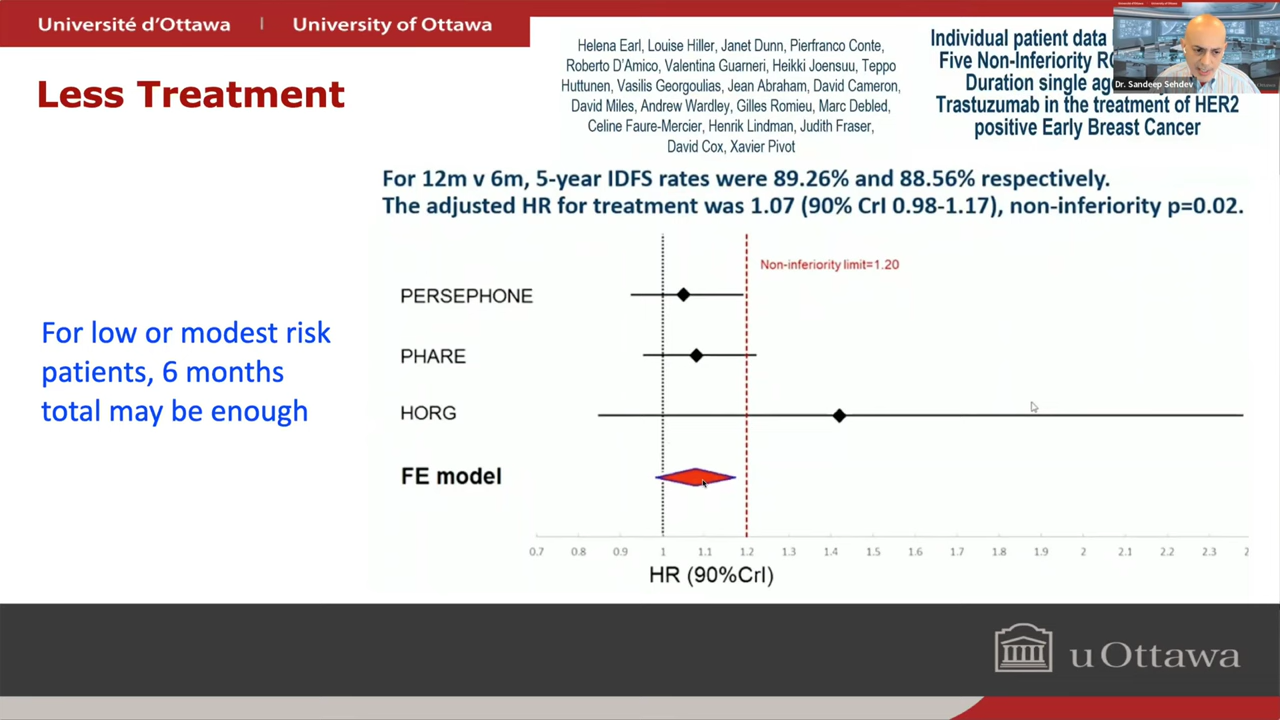 Université d'Ottawa | University of Ottawa
Less Treatment
Helena Earl, Louise Hiller, Janet Dunn, Pierfranco Conte,
Roberto D'Amico, Valentina Guarneri, Heikki Joensuu, Teppo
Huttunen, Vasilis Georgoulias, Jean Abraham, David Cameron,
David Miles, Andrew Wardley, Gilles Romieu, Marc Debled,
Celine Faure-Mercier, Henrik Lindman, Judith Fraser,
David Cox, Xavier Pivot
Individual patient data
Five Non-Inferiority
Duration single
Trastuzumab in the treatment of HER2
positive Early Breast Cancer
Dr. Sandeep Sehdev
For 12m v 6m, 5-year IDFS rates were 89.26% and 88.56% respectively.
The adjusted HR for treatment was 1.07 (90% CrI 0.98-1.17), non-inferiority p=0.02.
For low or modest risk
patients, 6 months
total may be enough
Non-inferiority limit=1.20
PERSEPHONE
PHARE
HORG
FE model
0.7 0.8 0.9 1 1.1 1.2 1.3 1.4 1.5 1.6 1.7 1.8 1.9 2 2.1 2.2 2.3
HR (90%CrI)
uOttawa